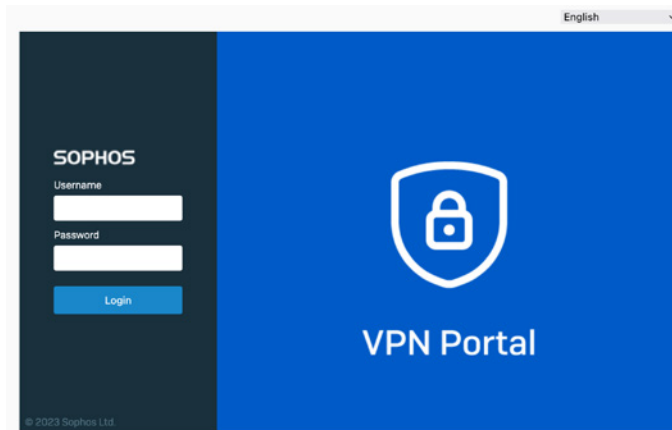 English
SOPHOS
Username
Password
Login
VPN Portal
© 2023 Sophos Ltd.